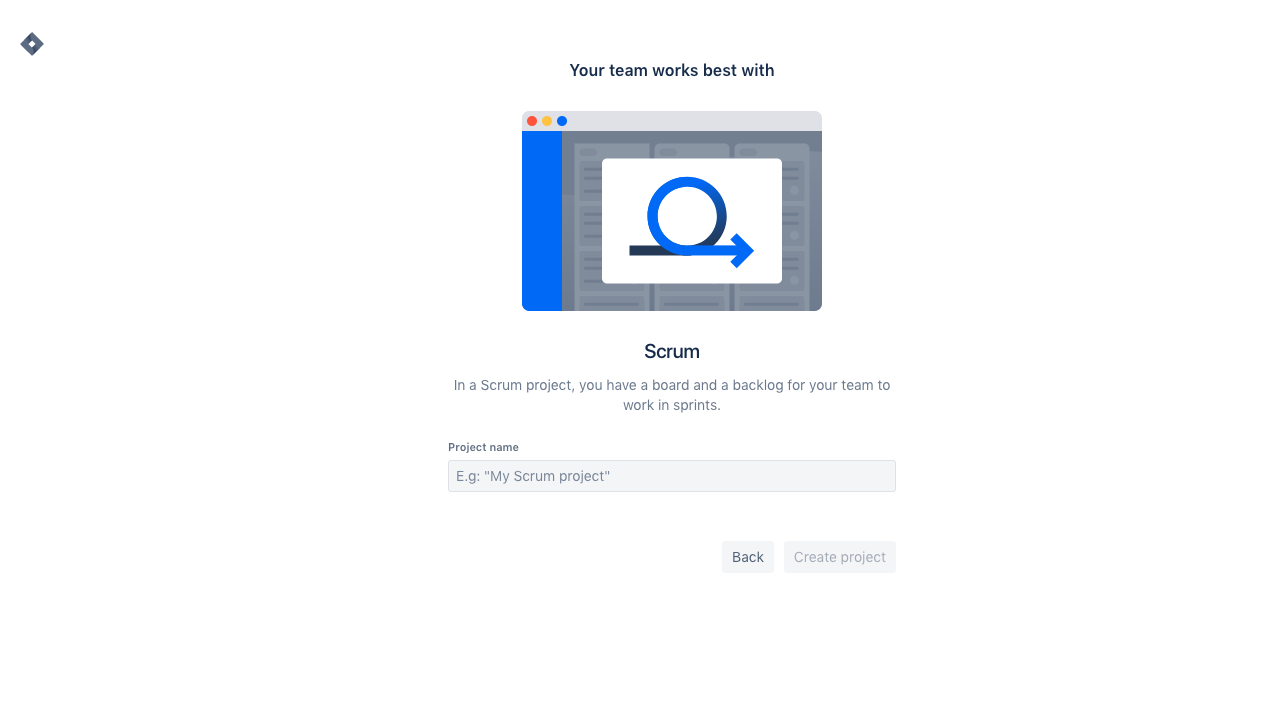 Your team works best with
Scrum
In a Scrum project, you have a board and a backlog for your team to
work in sprints.
Project name
E.g: "My Scrum project"
Back
Create project